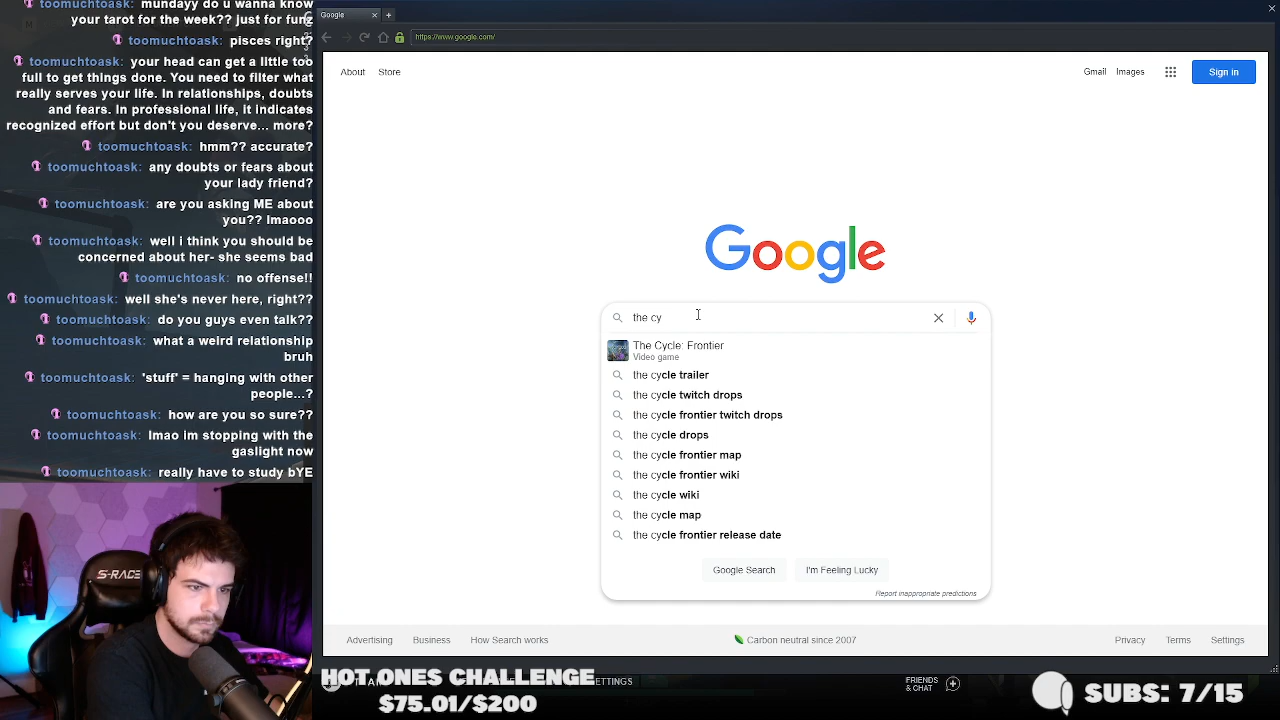 toomuchtoask: mundayy do u wanna know
your tarot for the week?? just for fun
toomuchtoask: pisces right?
toomuchtoask: your head can get a little too
full to get things done. You need to filter what
really serves your life. In relationships, doubts
and fears. In professional life, it indicates
recognized effort but don't you deserve... more?
toomuchtoask: hmm?? accurate?
toomuchtoask: any doubts or fears about
your lady friend?
toomuchtoask: are you asking ME about
you?? lmaooo
toomuchtoask: well i think you should be
concerned about her- she seems bad
toomuchtoask: no offense!!
toomuchtoask: well she's never here, right??
toomuchtoask: do you guys even talk??
toomuchtoask: what a weird relationship
bruh
toomuchtoask: 'stuff' = hanging with other
people...?
toomuchtoask: how are you so sure??
toomuchtoask: lmao im stopping with the
gaslight now
toomuchtoask: really have to study bYE
S-RACE
Google
https://www.google.com/
About Store
Gmail Images
Sign in
Google
the cy
The Cycle: Frontier
Video game
the cycle trailer
the cycle twitch drops
the cycle frontier twitch drops
the cycle drops
the cycle frontier map
the cycle frontier wiki
the cycle wiki
the cycle map
the cycle frontier release date
Google Search I'm Feeling Lucky
Report inappropriate predictions
Advertising Business How Search works
Carbon neutral since 2007
Privacy Terms Settings
HOT ONES CHALLENGE
$75.01/$200
FRIENDS
& CHAT
SUBS: 7/15